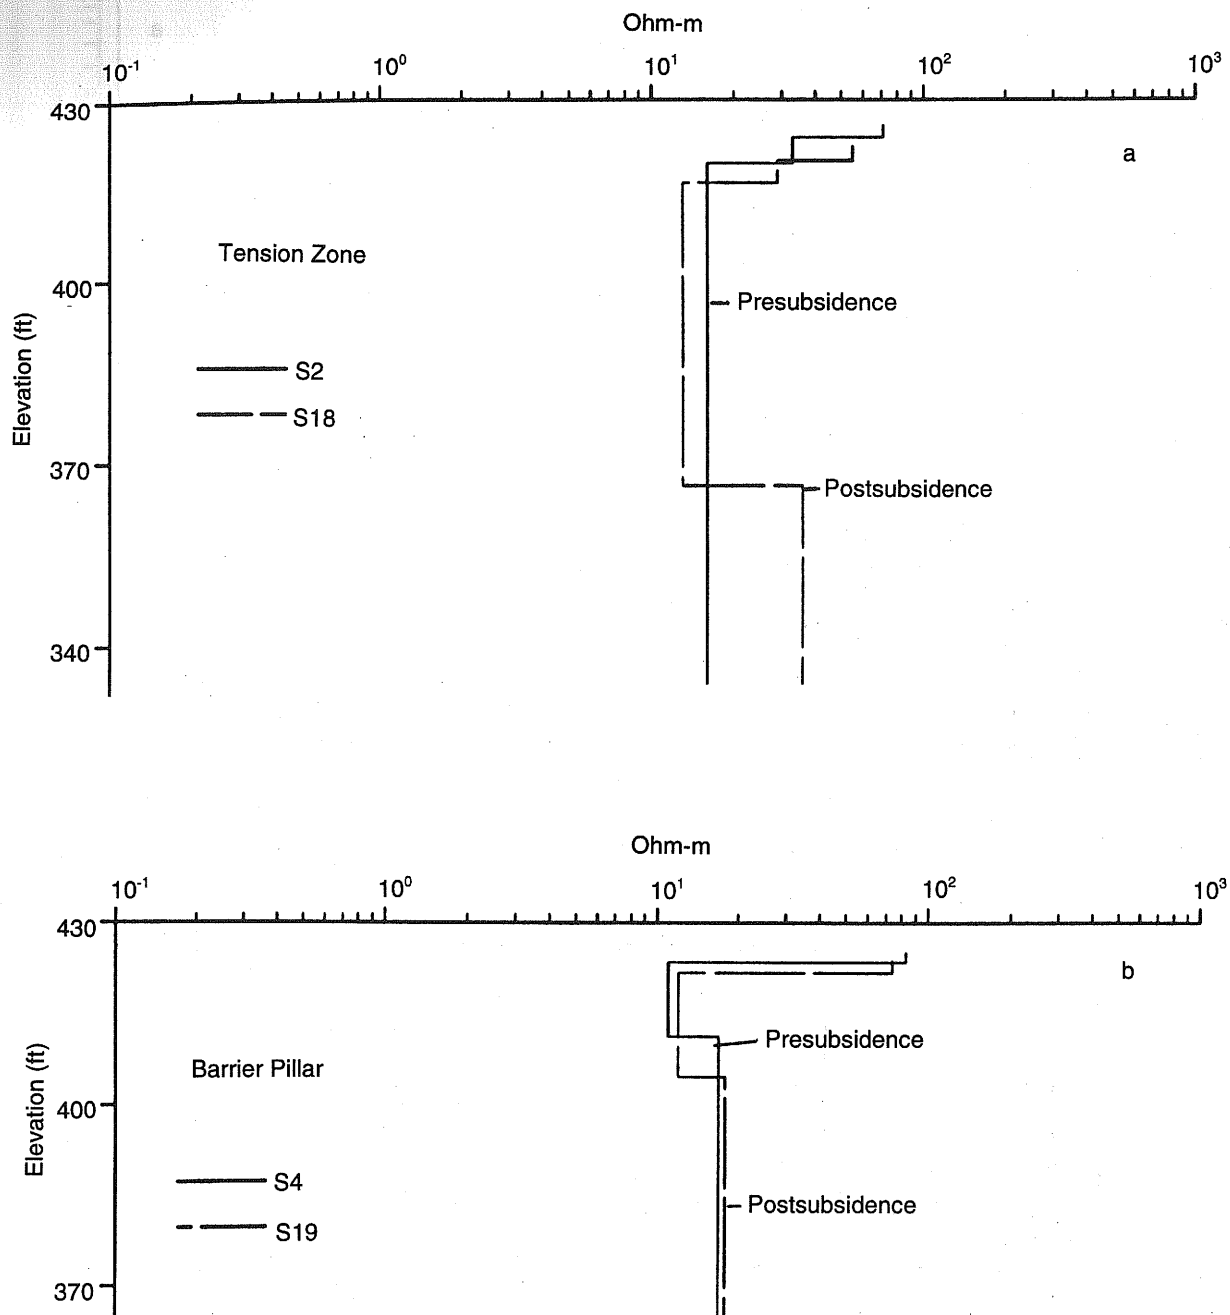 Ohm-m
10⁻¹ 10⁰ 10¹ 10² 10³
430
a
Tension Zone
400
Presubsidence
Elevation (ft)
S2
S18
370
Postsubsidence
340
Ohm-m
10⁻¹ 10⁰ 10¹ 10² 10³
430
b
Presubsidence
Barrier Pillar
Elevation (ft)
400
S4
Postsubsidence
S19
370